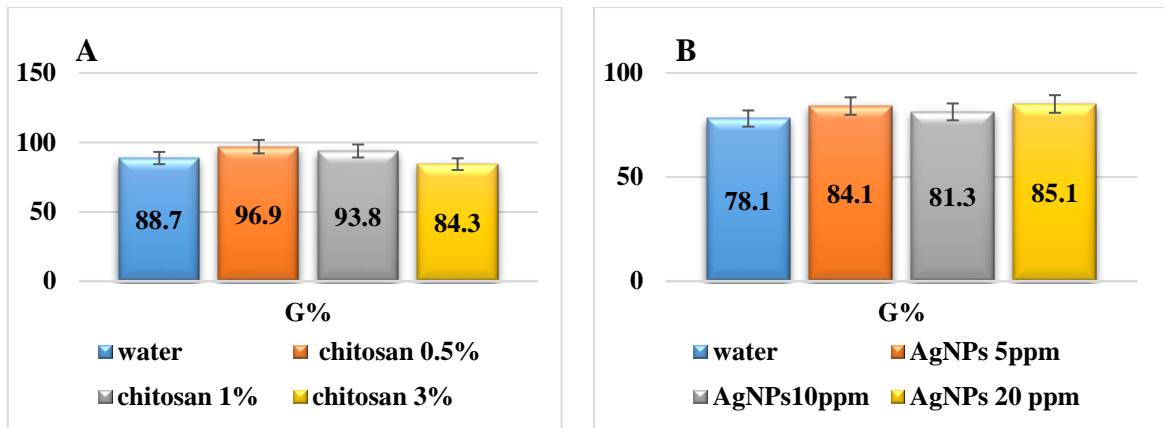 A
150
100
50
0
88.7
96.9
93.8
84.3
G%
water
chitosan 0.5%
chitosan 1%
chitosan 3%
B
100
50
0
78.1
84.1
81.3
85.1
G%
water
AgNPs 5ppm
AgNPs10ppm
AgNPs 20 ppm